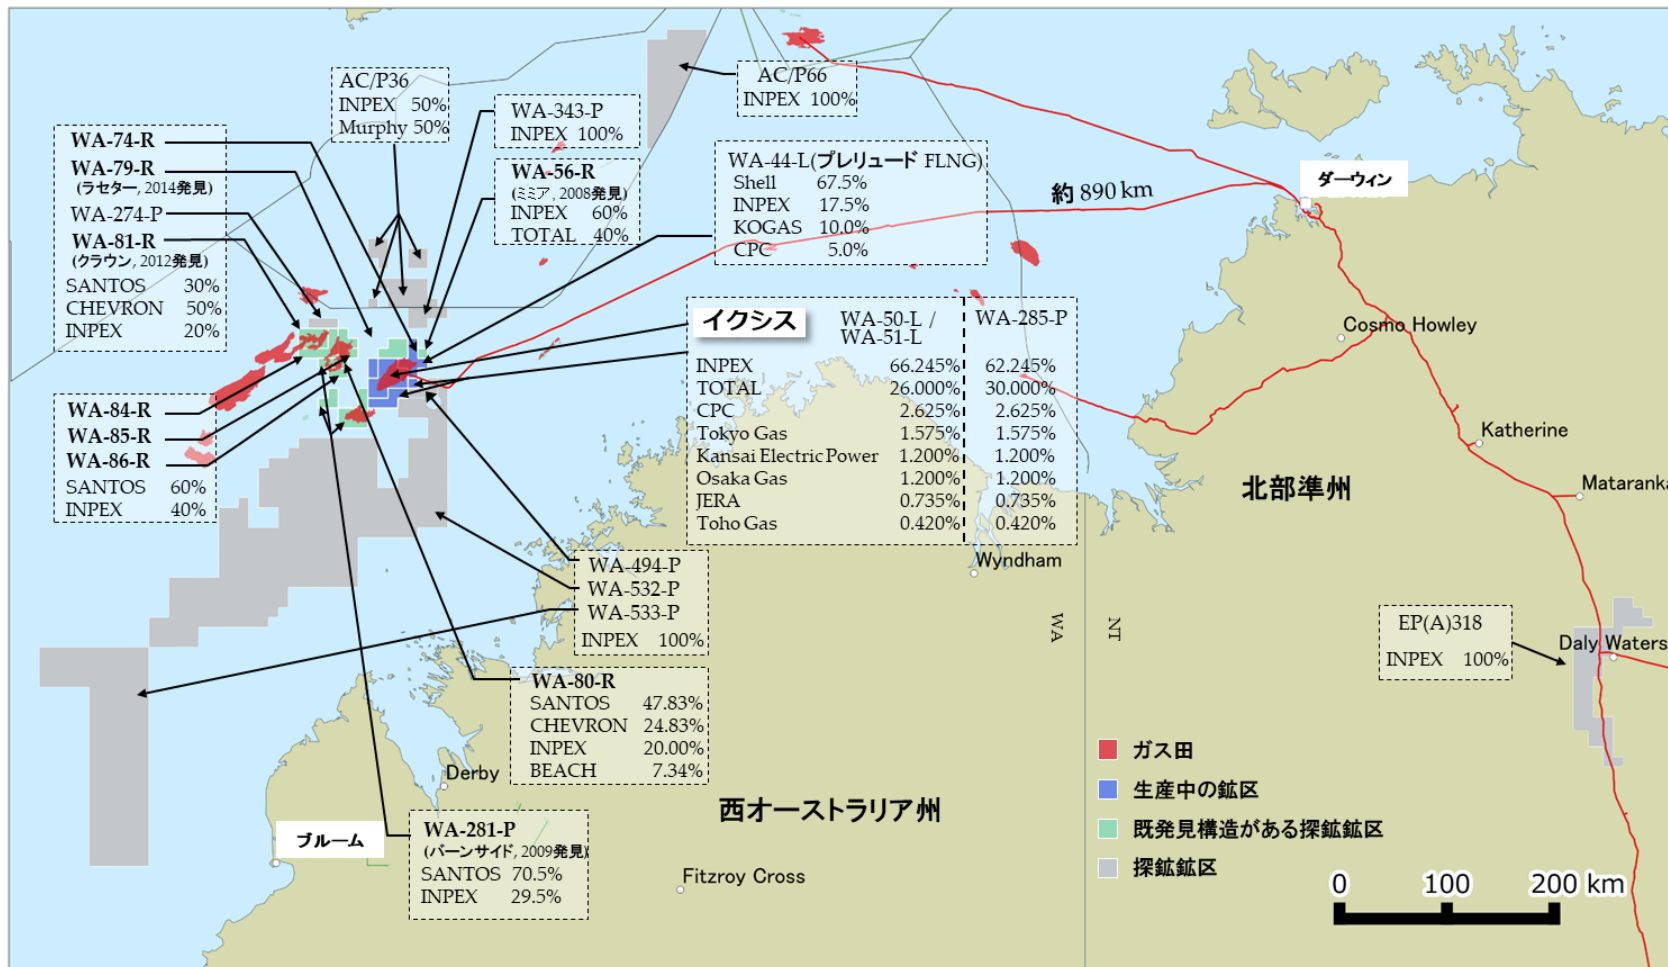 AC/P36
INPEX 50%
Murphy 50%
WA-343-P
INPEX 100%
AC/P66
INPEX 100%
WA-74-R
WA-79-R
(ラセター, 2014発見)
WA-274-P
WA-81-R
(クラウン, 2012発見)
SANTOS 30%
CHEVRON 50%
INPEX 20%
WA-56-R
(ミミア, 2008発見)
INPEX 60%
TOTAL 40%
WA-44-L(プレリュード FLNG)
Shell 67.5%
INPEX 17.5%
KOGAS 10.0%
CPC 5.0%
約 890 km
ダーウィン
イクシス WA-50-L / WA-285-P
WA-51-L
INPEX 66.245% 62.245%
TOTAL 26.000% 30.000%
CPC 2.625% 2.625%
Tokyo Gas 1.575% 1.575%
Kansai Electric Power 1.200% 1.200%
Osaka Gas 1.200% 1.200%
JERA 0.735% 0.735%
Toho Gas 0.420% 0.420%
Cosmo Howley
Katherine
Mataranka
北部準州
WA-84-R
WA-85-R
WA-86-R
SANTOS 60%
INPEX 40%
WA-494-P
WA-532-P
WA-533-P
INPEX 100%
Wyndham
WA
NT
EP(A)318
INPEX 100%
Daly Waters
WA-80-R
SANTOS 47.83%
CHEVRON 24.83%
INPEX 20.00%
BEACH 7.34%
Derby
西オーストラリア州
ブルーム
WA-281-P
(バーンサイド, 2009発見)
SANTOS 70.5%
INPEX 29.5%
Fitzroy Cross
ガス田
生産中の鉱区
既発見構造がある探鉱鉱区
探鉱鉱区
0 100 200 km